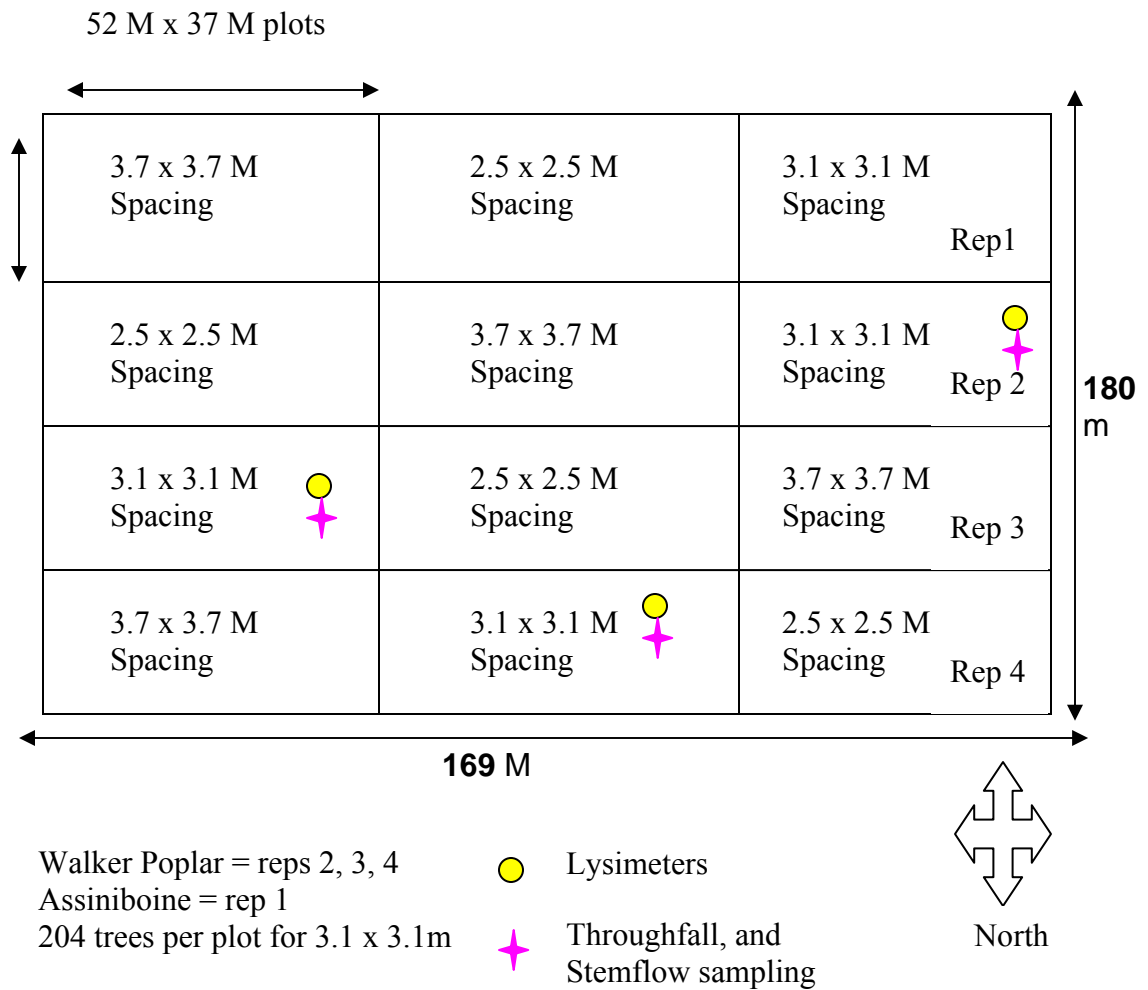 52 M x 37 M plots
3.7 x 3.7 M
Spacing
2.5 x 2.5 M
Spacing
3.1 x 3.1 M
Spacing
Rep1
2.5 x 2.5 M
Spacing
3.7 x 3.7 M
Spacing
3.1 x 3.1 M
Spacing
Rep 2
180
m
3.1 x 3.1 M
Spacing
2.5 x 2.5 M
Spacing
3.7 x 3.7 M
Spacing
Rep 3
3.7 x 3.7 M
Spacing
3.1 x 3.1 M
Spacing
2.5 x 2.5 M
Spacing
Rep 4
169 M
Walker Poplar = reps 2, 3, 4
Assiniboine = rep 1
204 trees per plot for 3.1 x 3.1m
Lysimeters
Throughfall, and
Stemflow sampling
North